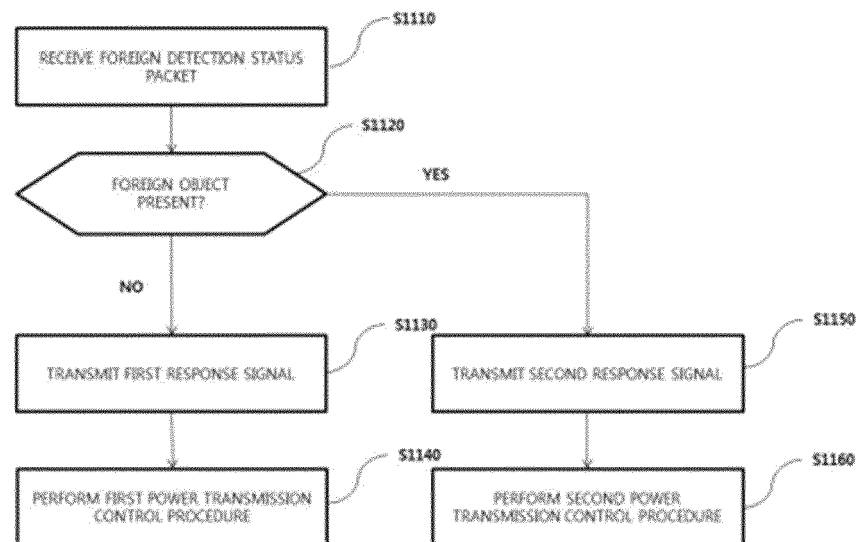 S1110
RECEIVE FOREIGN DETECTION STATUS
PACKET
S1120
FOREIGN OBJECT
PRESENT?
YES
NO
S1130
TRANSMIT FIRST RESPONSE SIGNAL
S1150
TRANSMIT SECOND RESPONSE SIGNAL
S1140
PERFORM FIRST POWER TRANSMISSION
CONTROL PROCEDURE
S1160
PERFORM SECOND POWER
TRANSMISSION CONTROL PROCEDURE